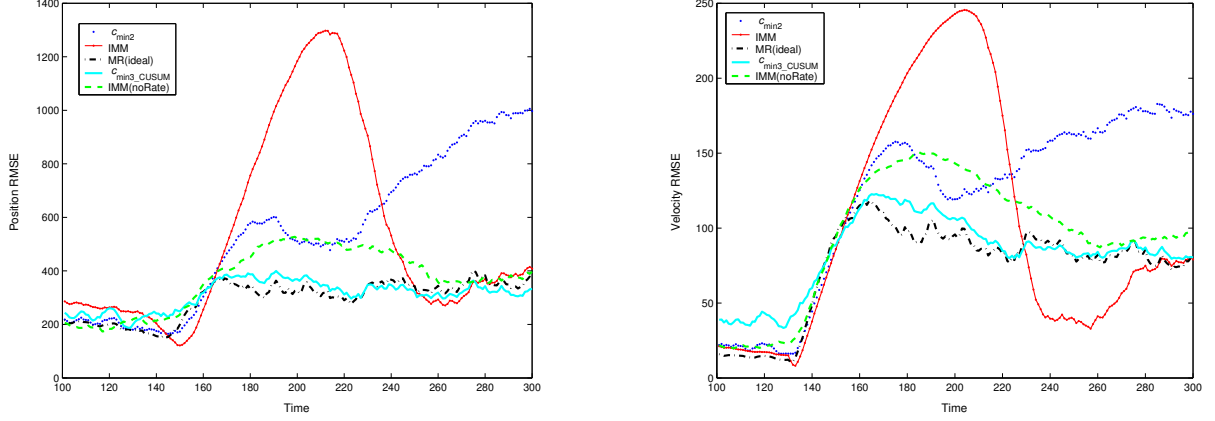 1400
1200
1000
800
600
400
200
0
100
120
140
160
180
200
220
240
260
280
300
Time
Position RMSE
c_min2
IMM
MR(ideal)
c_min3_CUSUM
IMM(noRate)
250
200
150
100
50
0
100
120
140
160
180
200
220
240
260
280
300
Time
Velocity RMSE
c_min2
IMM
MR(ideal)
c_min3_CUSUM
IMM(noRate)